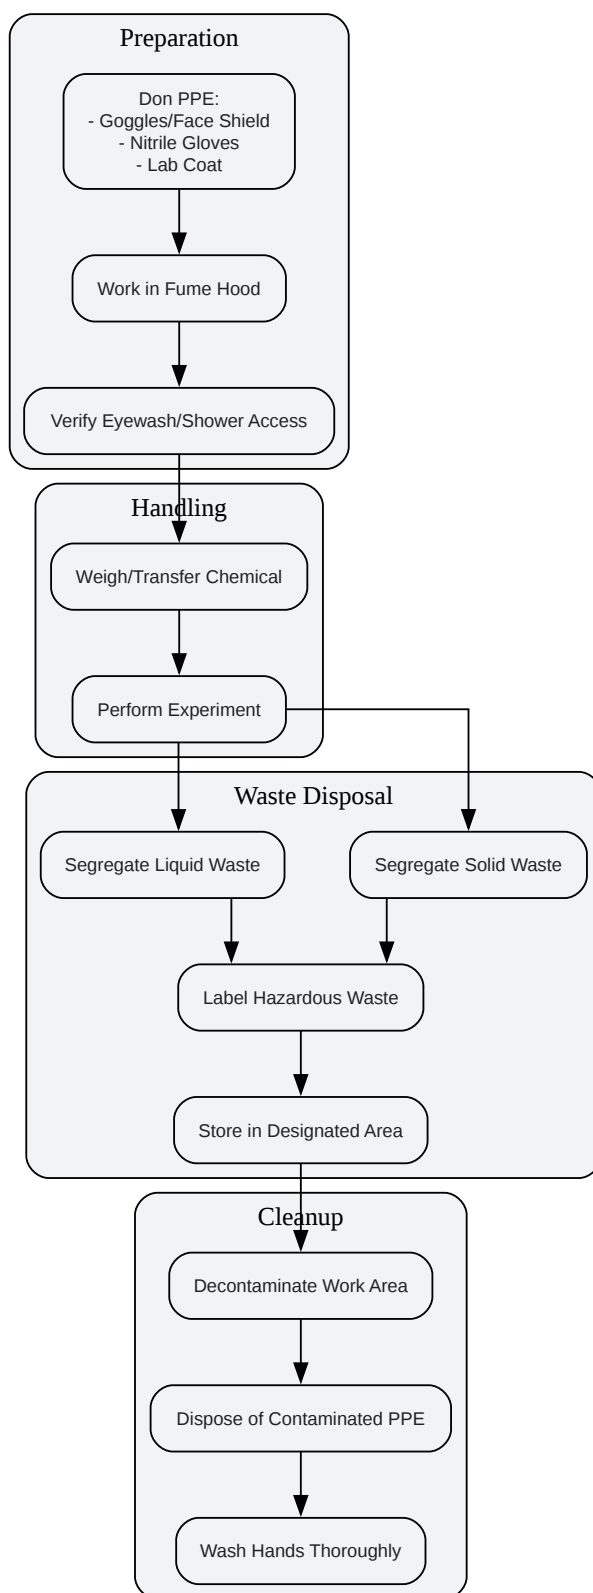 Preparation
Don PPE:
- Goggles/Face Shield
- Nitrile Gloves
- Lab Coat
Work in Fume Hood
Verify Eyewash/Shower Access
Handling
Weigh/Transfer Chemical
Perform Experiment
Waste Disposal
Segregate Liquid Waste
Segregate Solid Waste
Label Hazardous Waste
Store in Designated Area
Cleanup
Decontaminate Work Area
Dispose of Contaminated PPE
Wash Hands Thoroughly